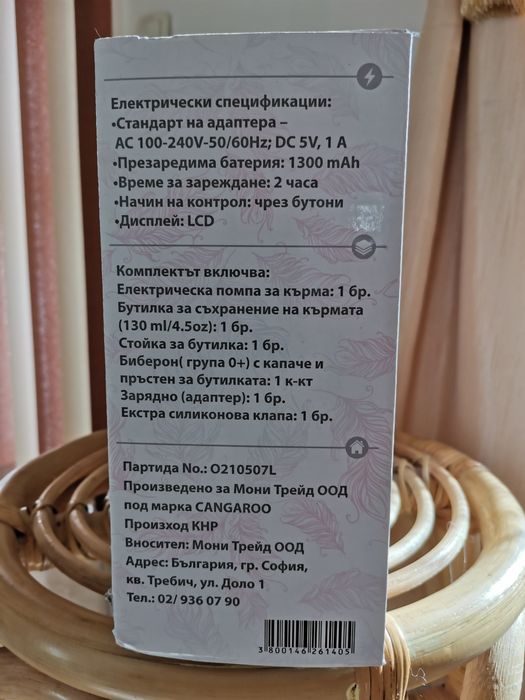 Електрически спецификации:
•Стандарт на адаптера –
AC 100-240V-50/60Hz; DC 5V, 1 A
•Презаредима батерия: 1300 mAh
•Време за зареждане: 2 часа
•Начин на контрол: чрез бутони
•Дисплей: LCD
Комплектът включва:
Електрическа помпа за кърма: 1 бр.
Бутилка за съхранение на кърмата
(130 ml/4.5oz): 1 бр.
Стойка за бутилка: 1 бр.
Биберон( група 0+) с капаче и
пръстен за бутилката: 1 к-кт
Зарядно (адаптер): 1 бр.
Екстра силиконова клапа: 1 бр.
Партида No.: O210507L
Произведено за Мони Трейд ООД
под марка CANGAROO
Произход КНР
Вносител: Мони Трейд ООД
Адрес: България, гр. София,
кв. Требич, ул. Доло 1
Тел.: 02/ 936 07 90
3 800146 261405